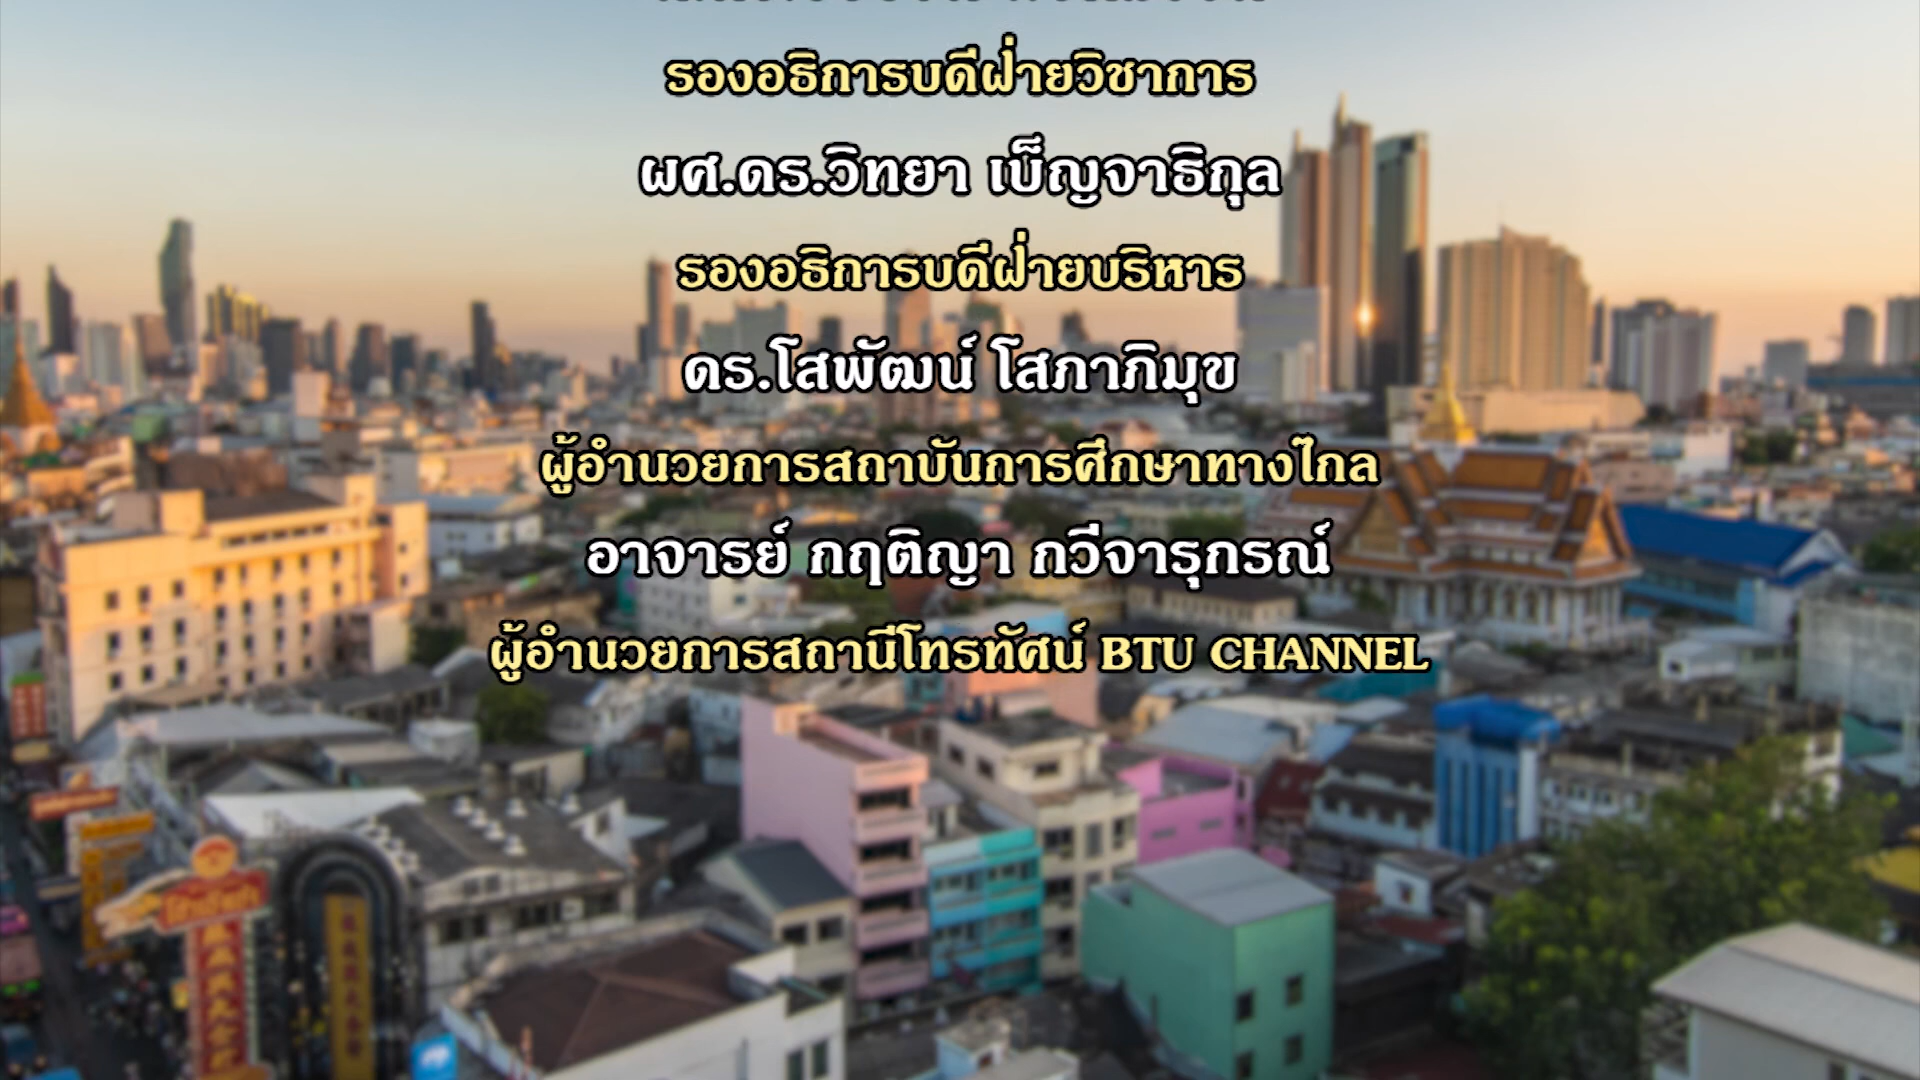 รองอธิการบดีฝ่ายวิชาการ
ผศ.ดร.วิทยา เบ็ญจาธิกุล
รองอธิการบดีฝ่ายบริหาร
ดร.โสพัฒน์ โสภาภิมุข
ผู้อำนวยการสถาบันการศึกษาทางไกล
อาจารย์ กฤติญา กวีจารุกรณ์
ผู้อำนวยการสถานีโทรทัศน์ BTU CHANNEL